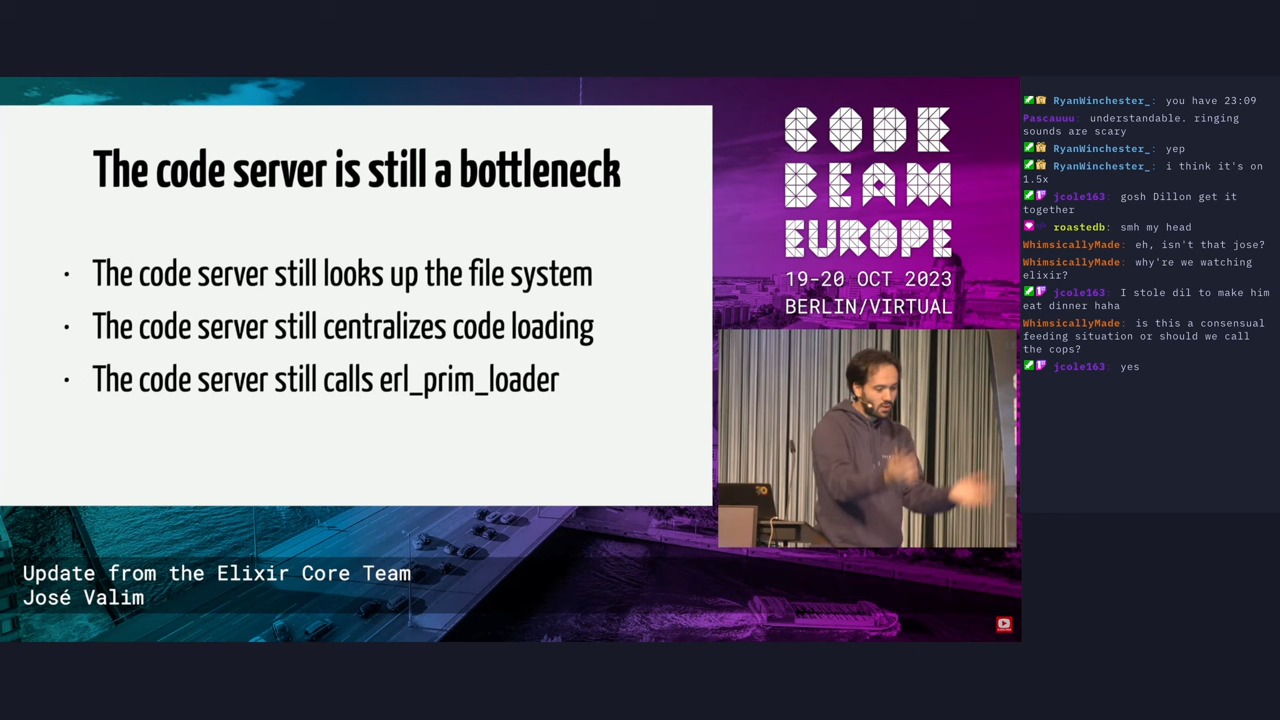 The code server is still a bottleneck
· The code server still looks up the file system
· The code server still centralizes code loading
· The code server still calls erl_prim_loader
CODE
BEAM
EUROPE
19-20 OCT 2023
BERLIN/VIRTUAL
Update from the Elixir Core Team
José Valim
RyanWinchester_: you have 23:09
Pascauuu: understandable. ringing
sounds are scary
RyanWinchester_: yep
RyanWinchester_: i think it's on
1.5x
jcole163: gosh Dillon get it
together
roastedb: smh my head
WhimsicallyMade: eh, isn't that jose?
WhimsicallyMade: why're we watching
elixir?
jcole163: I stole dil to make him
eat dinner haha
WhimsicallyMade: is this a consensual
feeding situation or should we call
the cops?
jcole163: yes